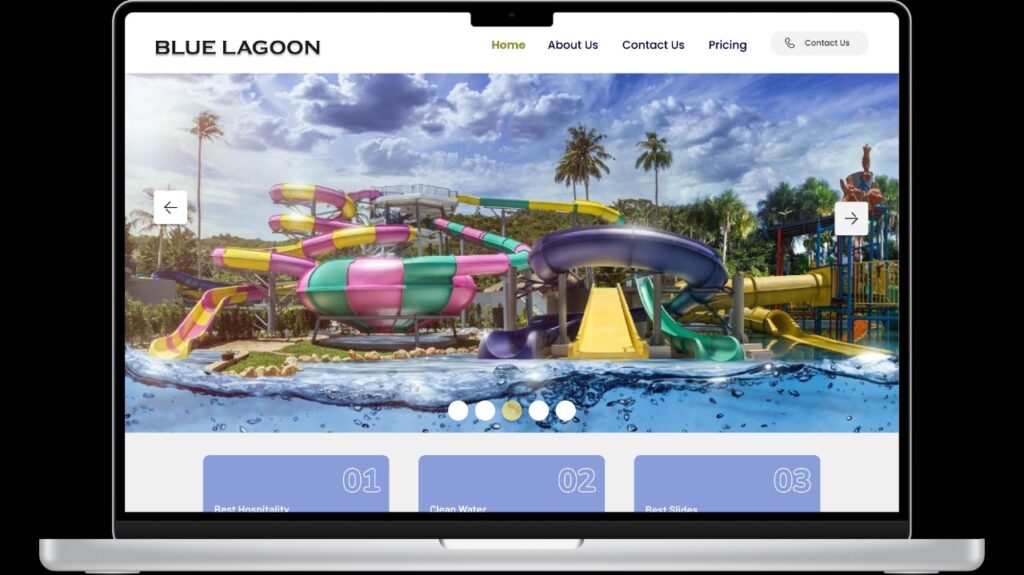 BLUE LAGOON
Home About Us Contact Us Pricing Contact Us
01 02 03
Best Hospitality Clean Water Best Slides